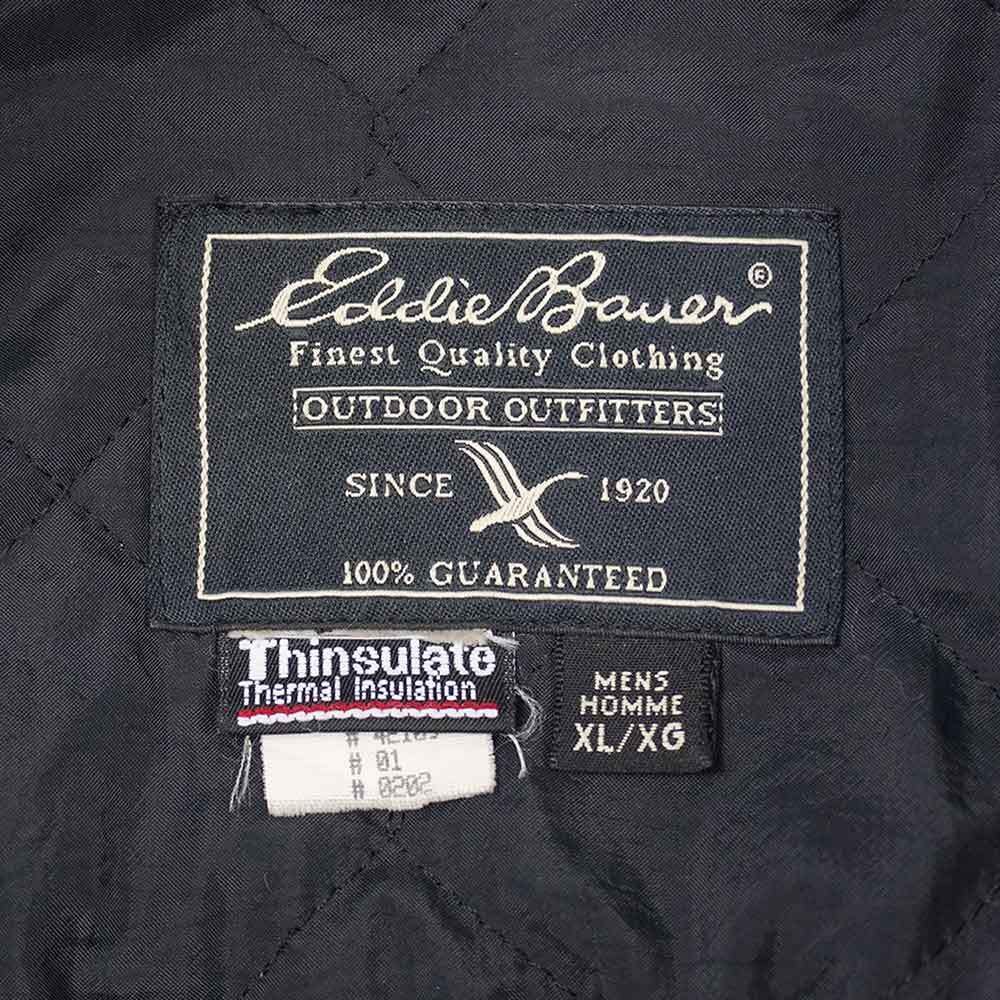 Eddie Bauer ®
Finest Quality Clothing
OUTDOOR OUTFITTERS
SINCE 1920
100% GUARANTEED
Thinsulate
Thermal Insulation
MENS
HOMME
XL/XG
# 01
# 0202